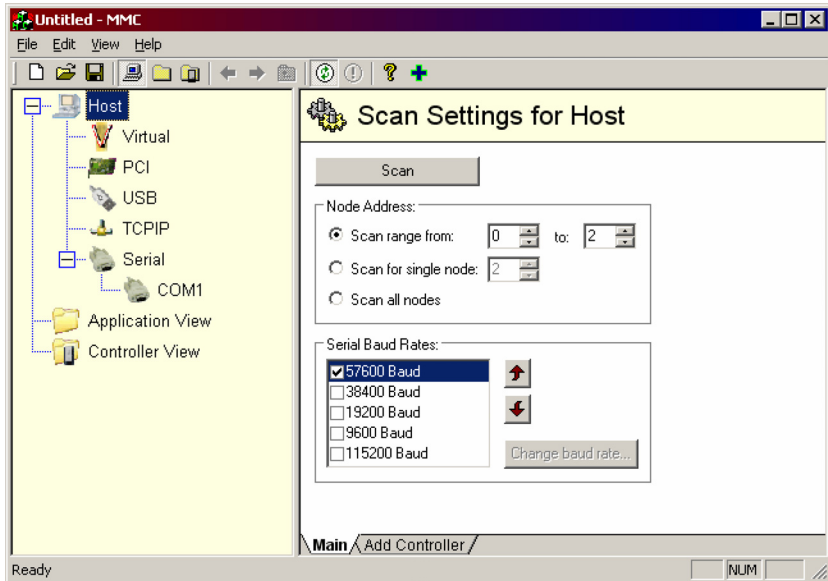 Untitled - MMC
File Edit View Help
Host
Virtual
PCI
USB
TCPIP
Serial
COM1
Application View
Controller View
Scan Settings for Host
Scan
Node Address:
Scan range from: 0 to: 2
Scan for single node: 2
Scan all nodes
Serial Baud Rates:
57600 Baud
38400 Baud
19200 Baud
9600 Baud
115200 Baud
Change baud rate...
Main Add Controller
Ready NUM